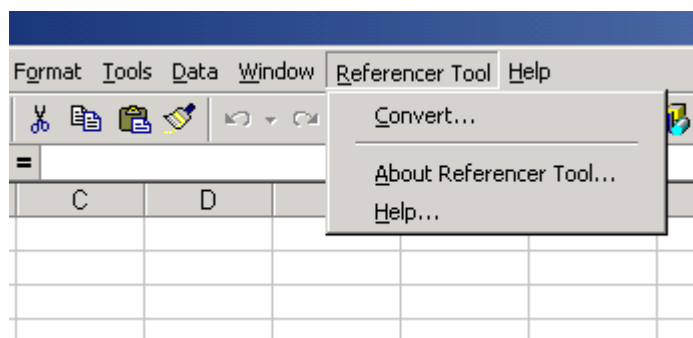 Format Tools Data Window Referencer Tool Help
Convert...
=
About Referencer Tool...
C D
Help...